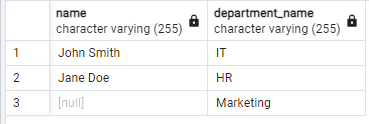 name department_name
character varying (255) character varying (255)
1 John Smith IT
2 Jane Doe HR
3 [null] Marketing